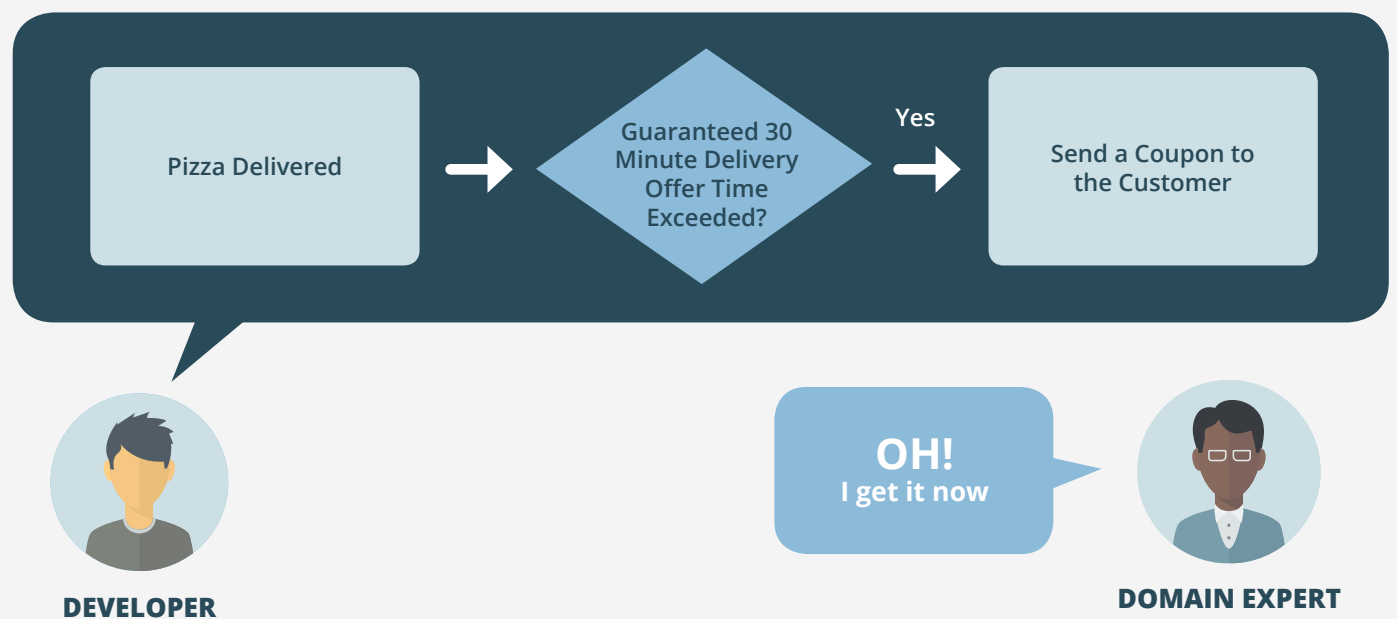 Pizza Delivered
Guaranteed 30
Minute Delivery
Offer Time
Exceeded?
Yes
Send a Coupon to
the Customer
OH!
I get it now
DEVELOPER
DOMAIN EXPERT